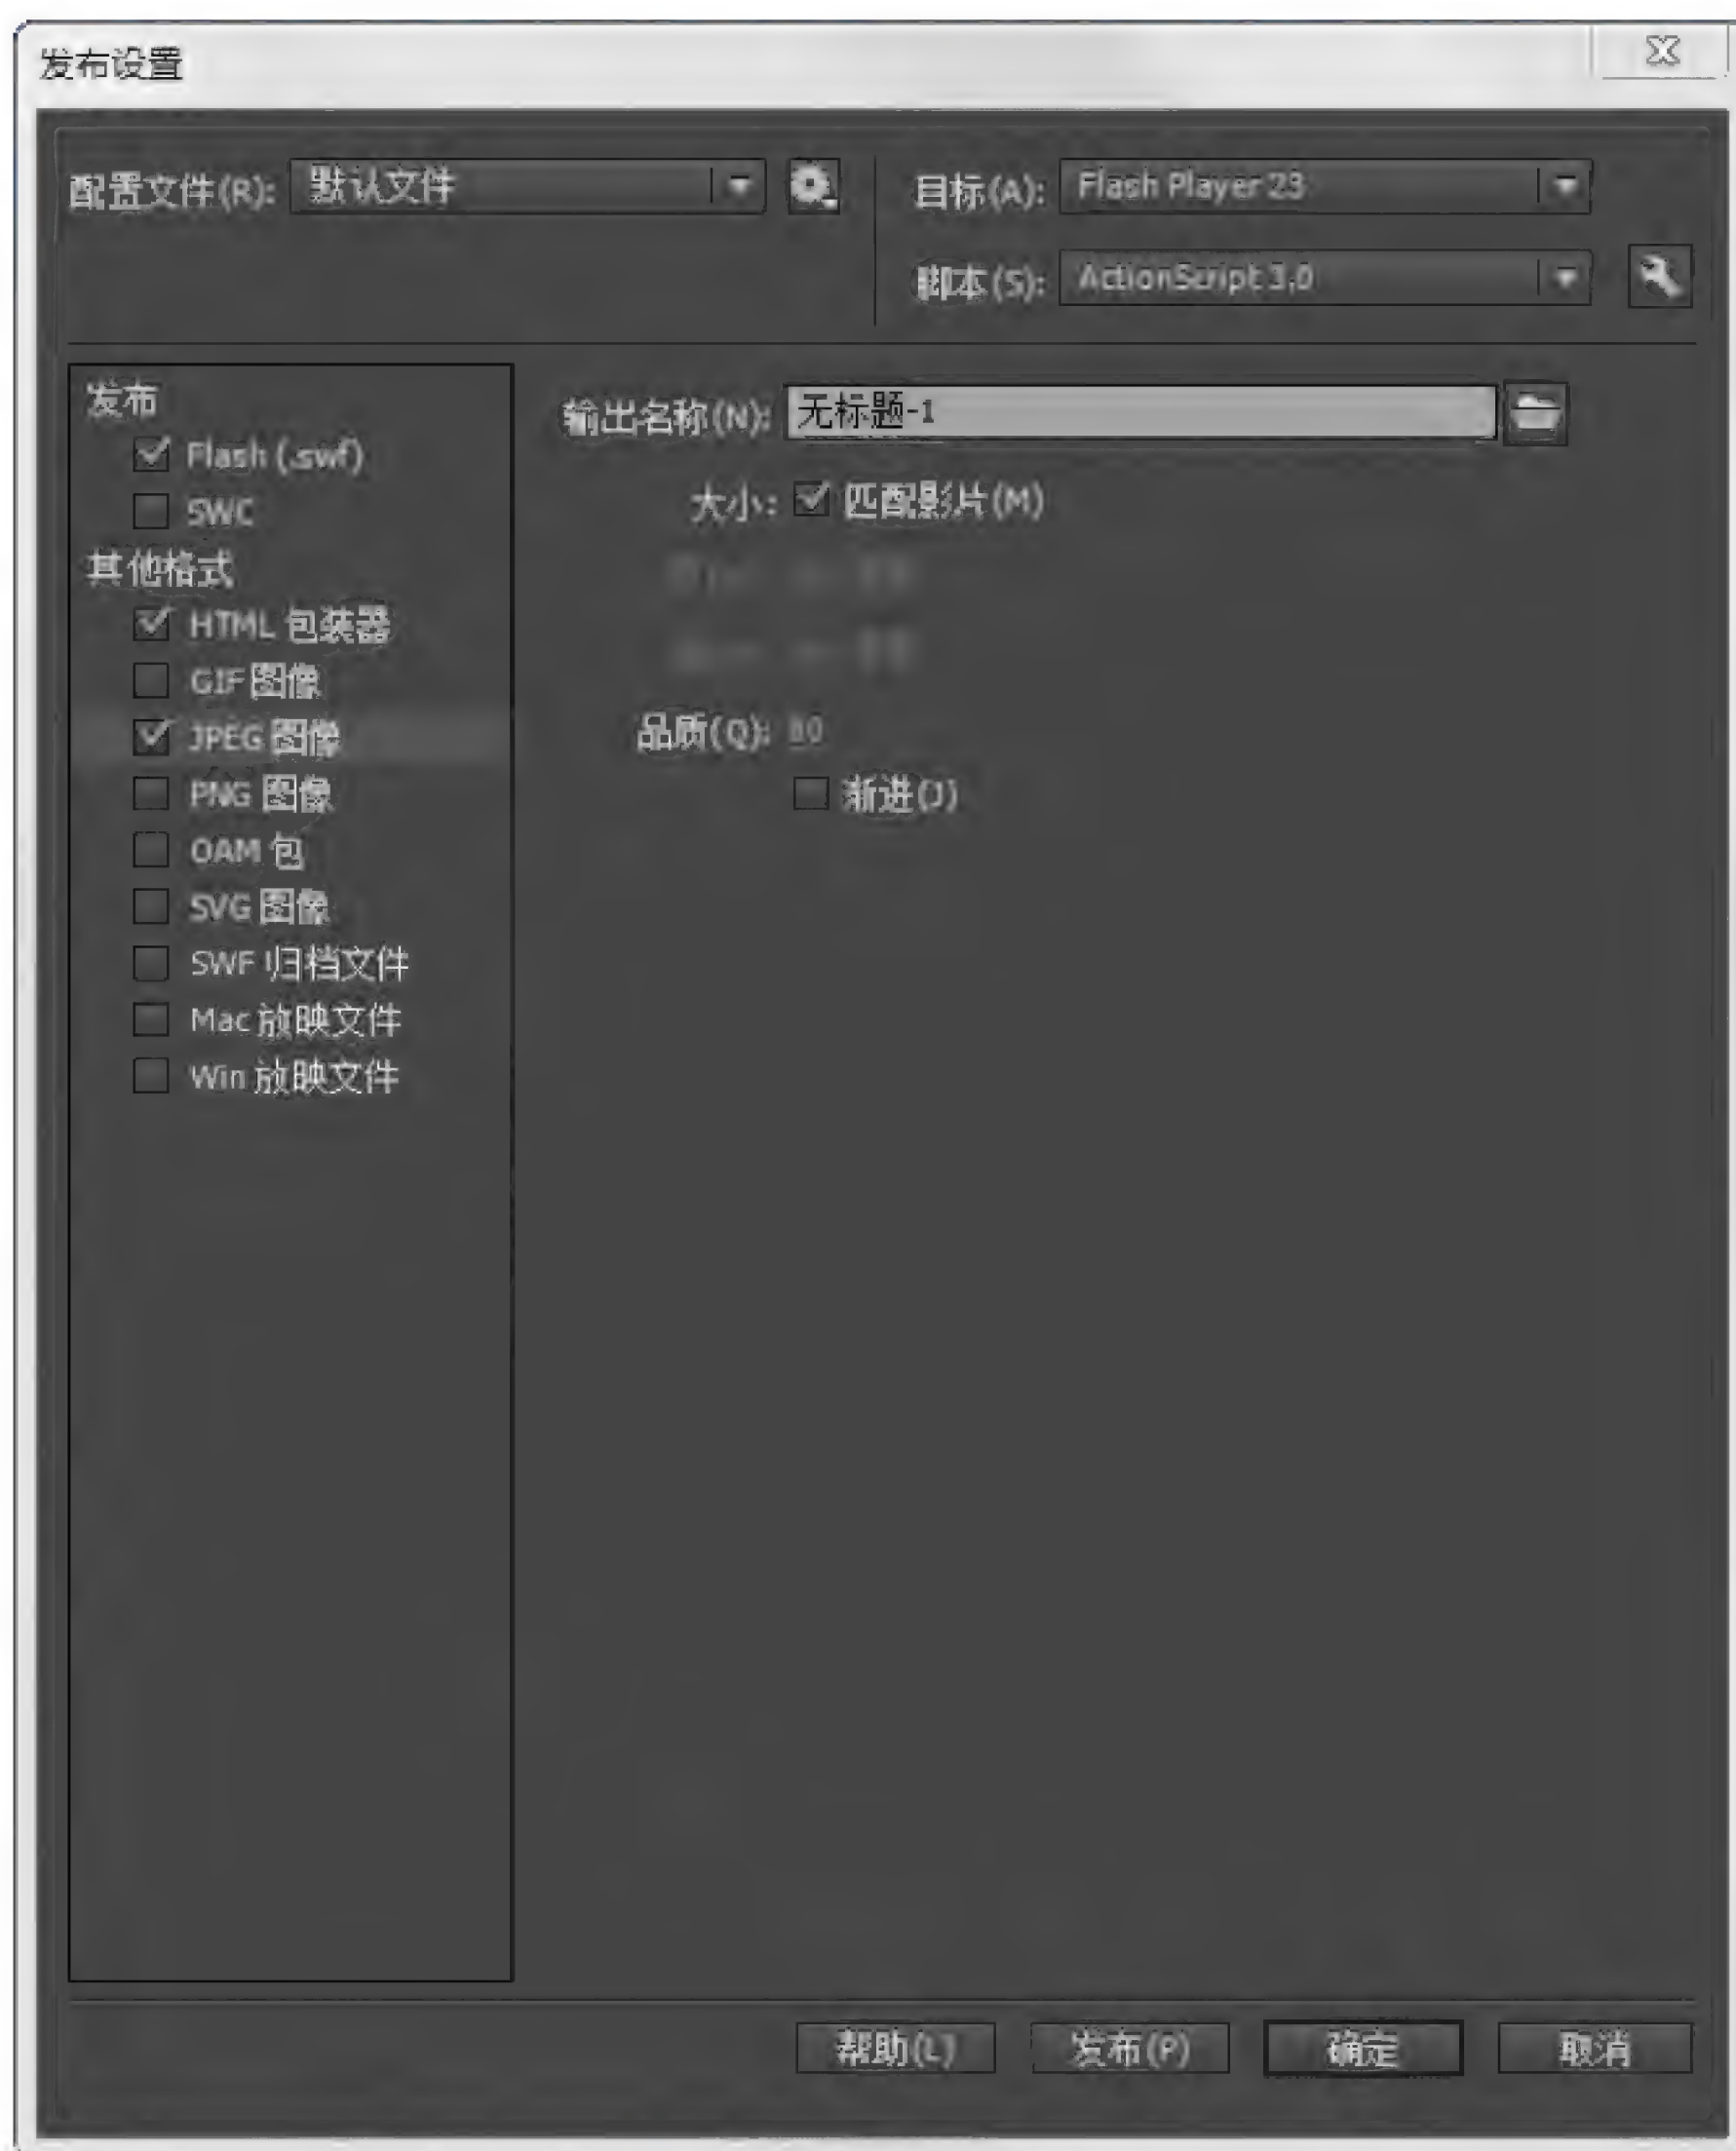 发布设置
配置文件(R): 默认文件
目标(A): Flash Player 23
脚本(S): ActionScript 3.0
发布
Flash (.swf)
SWC
其他格式
HTML 包装器
GIF 图像
JPEG 图像
PNG 图像
OAM 包
SVG 图像
SWF 归档文件
Mac 放映文件
Win 放映文件
输出名称(N): 无标题-1
大小: 匹配影片(M)
品质(Q): 80
渐进(J)
帮助(L)
发布(P)
确定
取消